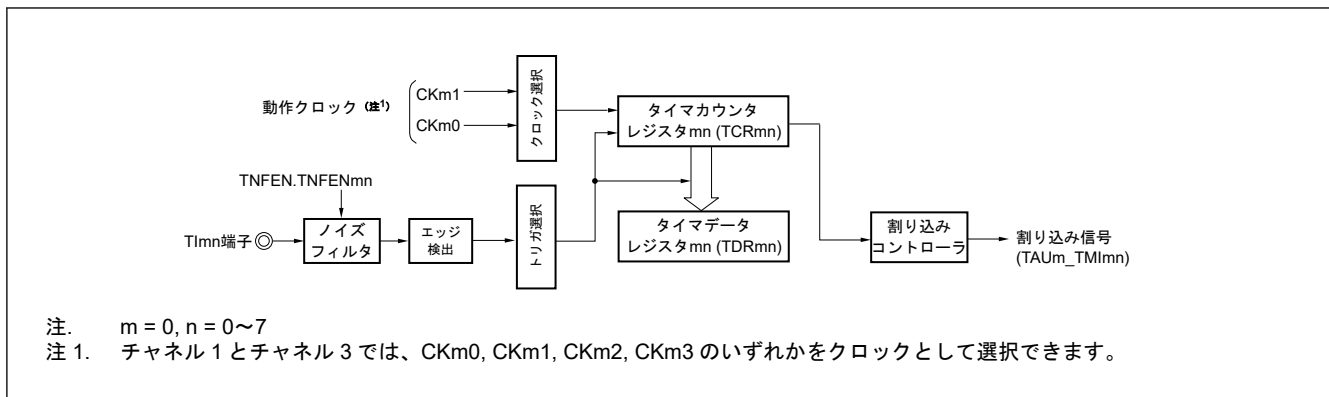 動作クロック (注1)
CKm1
CKm0
クロック選択
タイマカウンタ
レジスタmn (TCRmn)
TNFEN.TNFENmn
TImn端子
ノイズ
フィルタ
エッジ
検出
トリガ選択
タイマデータ
レジスタmn (TDRmn)
割り込み
コントローラ
割り込み信号
(TAUm_TMImn)
注. m = 0, n = 0～7
注 1. チャネル 1 とチャネル 3 では、CKm0, CKm1, CKm2, CKm3 のいずれかをクロックとして選択できます。